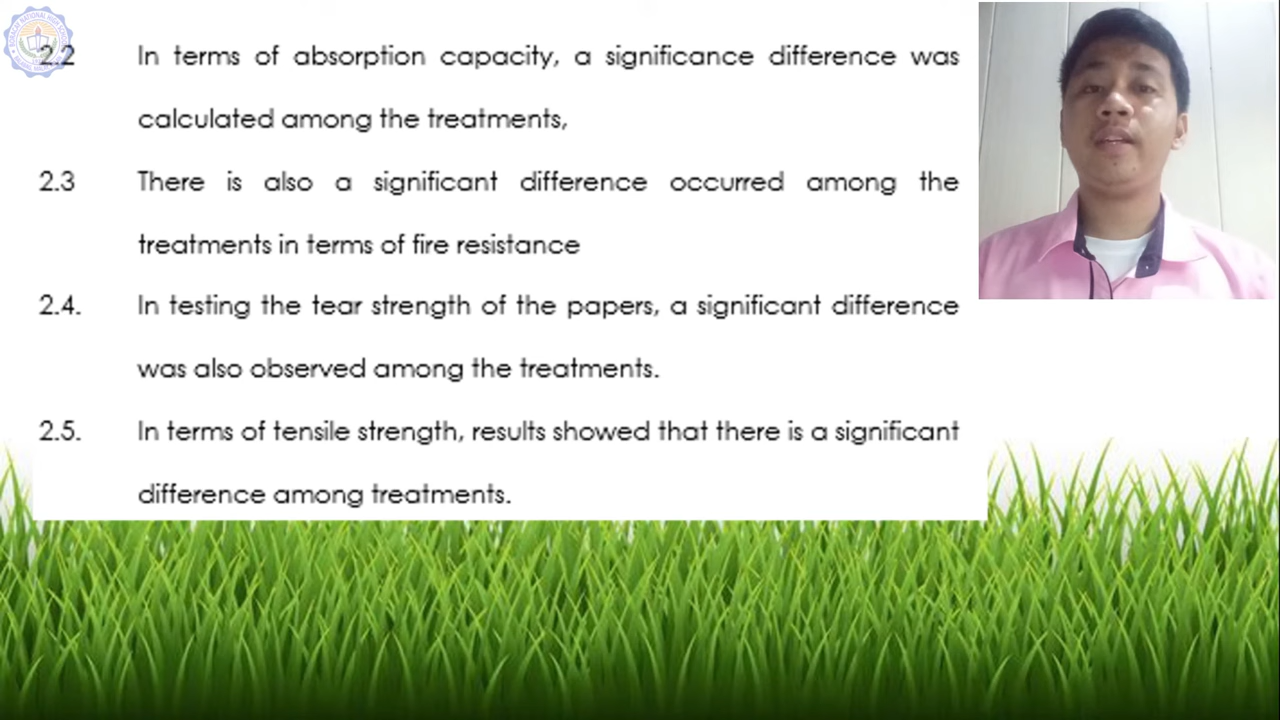 2.2 In terms of absorption capacity, a significance difference was
calculated among the treatments,
2.3 There is also a significant difference occurred among the
treatments in terms of fire resistance
2.4. In testing the tear strength of the papers, a significant difference
was also observed among the treatments.
2.5. In terms of tensile strength, results showed that there is a significant
difference among treatments.